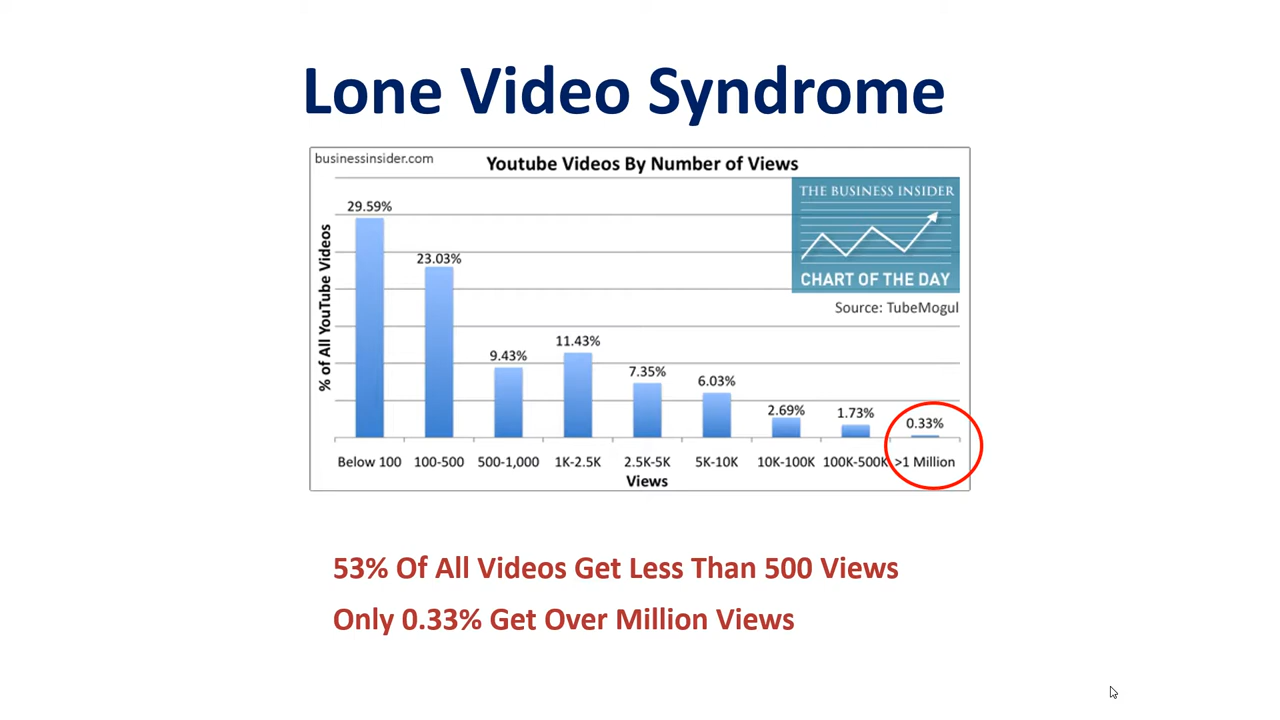 Lone Video Syndrome
businessinsider.com
Youtube Videos By Number of Views
THE BUSINESS INSIDER
CHART OF THE DAY
Source: TubeMogul
% of All YouTube Videos
29.59%
23.03%
9.43%
11.43%
7.35%
6.03%
2.69%
1.73%
0.33%
Below 100 100-500 500-1,000 1K-2.5K 2.5K-5K 5K-10K 10K-100K 100K-500K >1 Million
Views
53% Of All Videos Get Less Than 500 Views
Only 0.33% Get Over Million Views